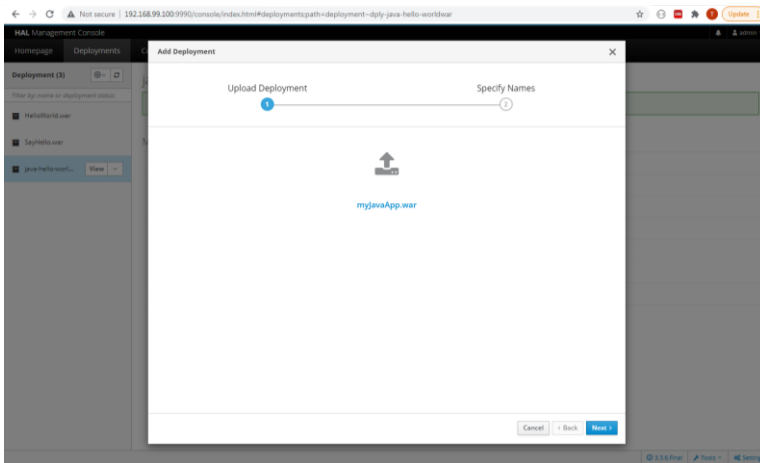 Not secure | 192.168.99.100:9990/console/index.html#deployments;path=deployment~dply-java-hello-worldwar
T
Update
HAL Management Console
admin
Homepage Deployments
Add Deployment
Deployment (3)
Filter by: name or deployment status
HelloWorld.war
SayHello.war
java-hello-worl... View
Upload Deployment
Specify Names
1
2
myJavaApp.war
Cancel
< Back
Next >
3.3.6.Final
Tools